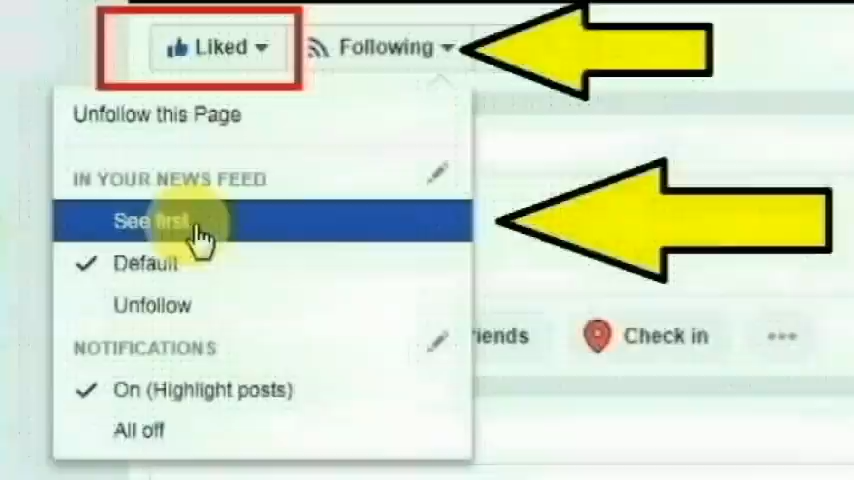 Liked Following
Unfollow this Page
IN YOUR NEWS FEED
See first
Default
Unfollow
NOTIFICATIONS
riends Check in
On (Highlight posts)
All off